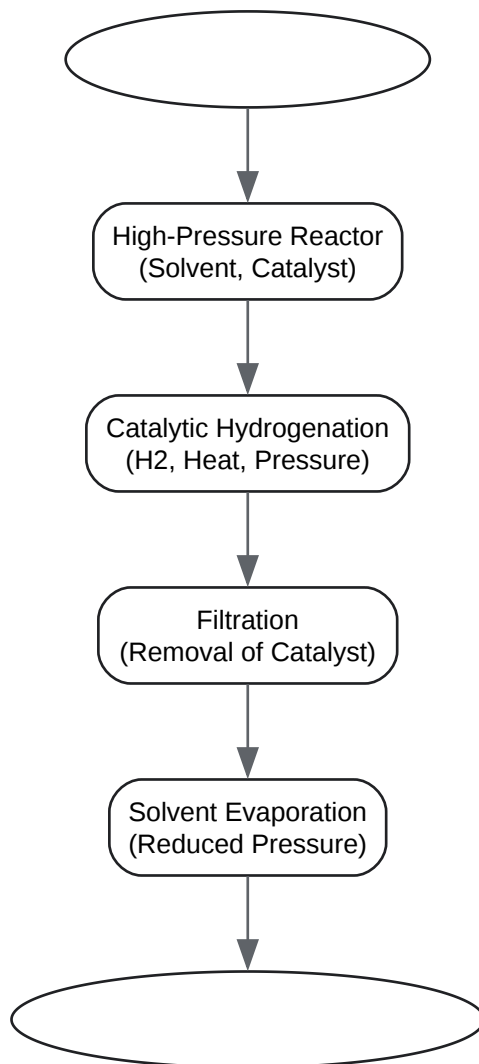 High-Pressure Reactor
(Solvent, Catalyst)
Catalytic Hydrogenation
(H2, Heat, Pressure)
Filtration
(Removal of Catalyst)
Solvent Evaporation
(Reduced Pressure)